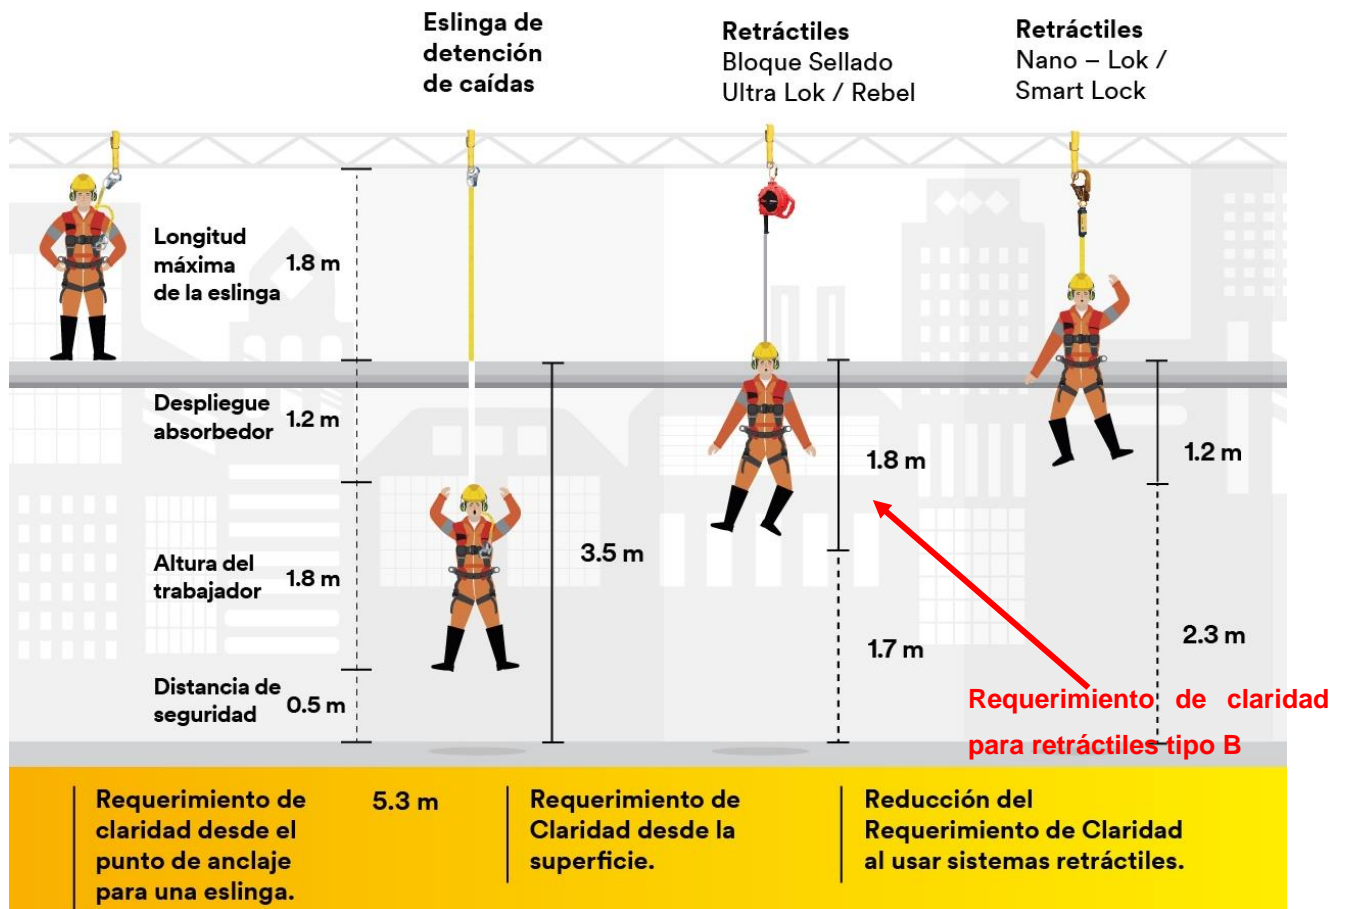 Eslinga de
detención
de caídas
Retráctiles
Bloque Sellado
Ultra Lok / Rebel
Retráctiles
Nano – Lok /
Smart Lock
Longitud
máxima
de la eslinga
1.8 m
Despliegue
absorbedor
1.2 m
Altura del
trabajador
1.8 m
Distancia de
seguridad
0.5 m
3.5 m
1.8 m
1.7 m
1.2 m
2.3 m
Requerimiento de claridad
para retráctiles tipo B
Requerimiento de
claridad desde el
punto de anclaje
para una eslinga.
5.3 m
Requerimiento de
Claridad desde la
superficie.
Reducción del
Requerimiento de Claridad
al usar sistemas retráctiles.